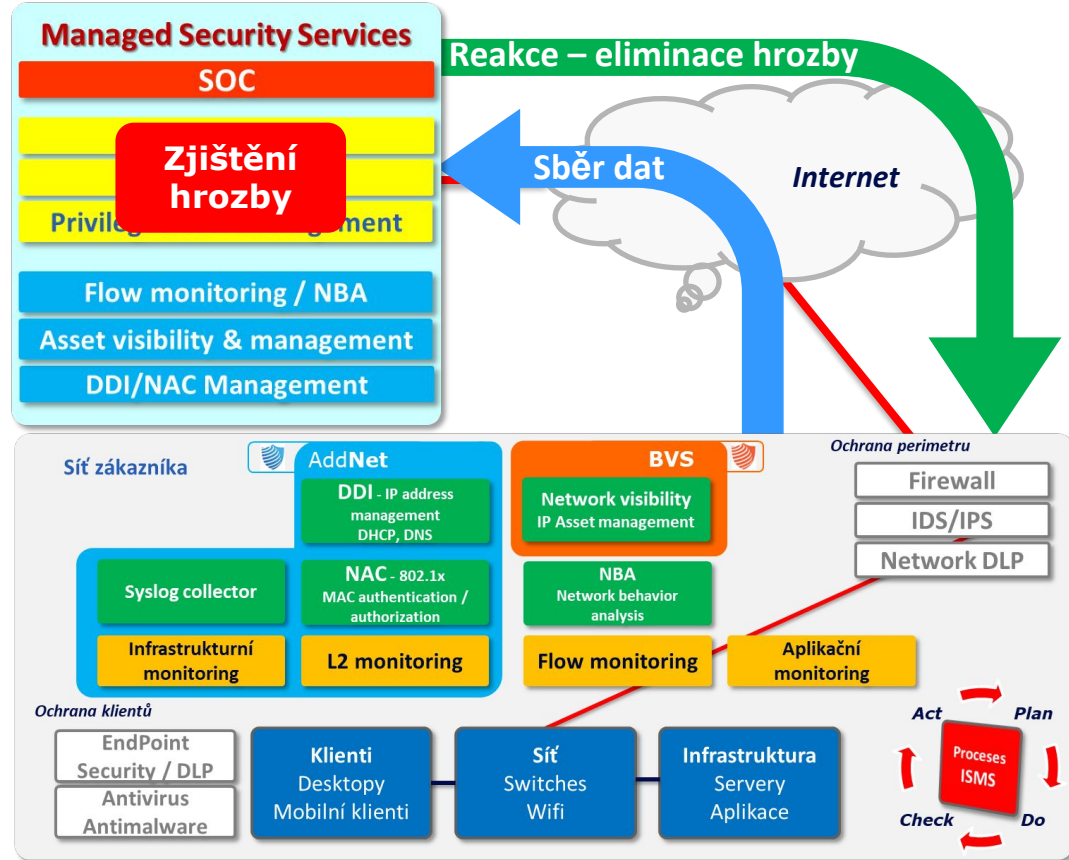 Managed Security Services
SOC
Zjištění
hrozby
Flow monitoring / NBA
Asset visibility & management
DDI/NAC Management
Reakce – eliminace hrozby
Sběr dat
Internet
Síť zákazníka
AddNet
DDI - IP address
management
DHCP, DNS
Syslog collector
NAC - 802.1x
MAC authentication /
authorization
Infrastrukturní
monitoring
L2 monitoring
BVS
Network visibility
IP Asset management
NBA
Network behavior
analysis
Flow monitoring
Aplikační
monitoring
Ochrana perimetru
Firewall
IDS/IPS
Network DLP
Ochrana klientů
EndPoint
Security / DLP
Antivirus
Antimalware
Klienti
Desktopy
Mobilní klienti
Síť
Switches
Wifi
Infrastruktura
Servery
Aplikace
Act
Plan
Proceses
ISMS
Check
Do